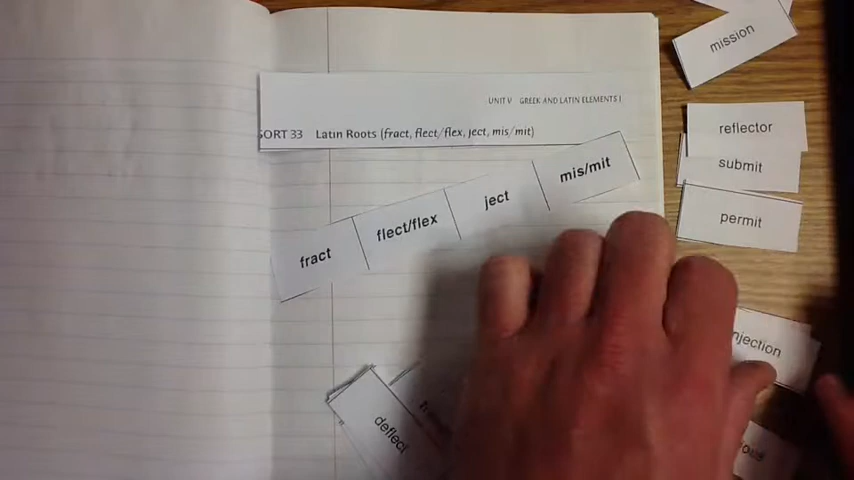 mission
UNIT V GREEK AND LATIN ELEMENTS I
SORT 33 Latin Roots (fract, flect/flex, ject, mis/mit)
reflector
submit
permit
fract
flect/flex
ject
mis/mit
njection
deflect